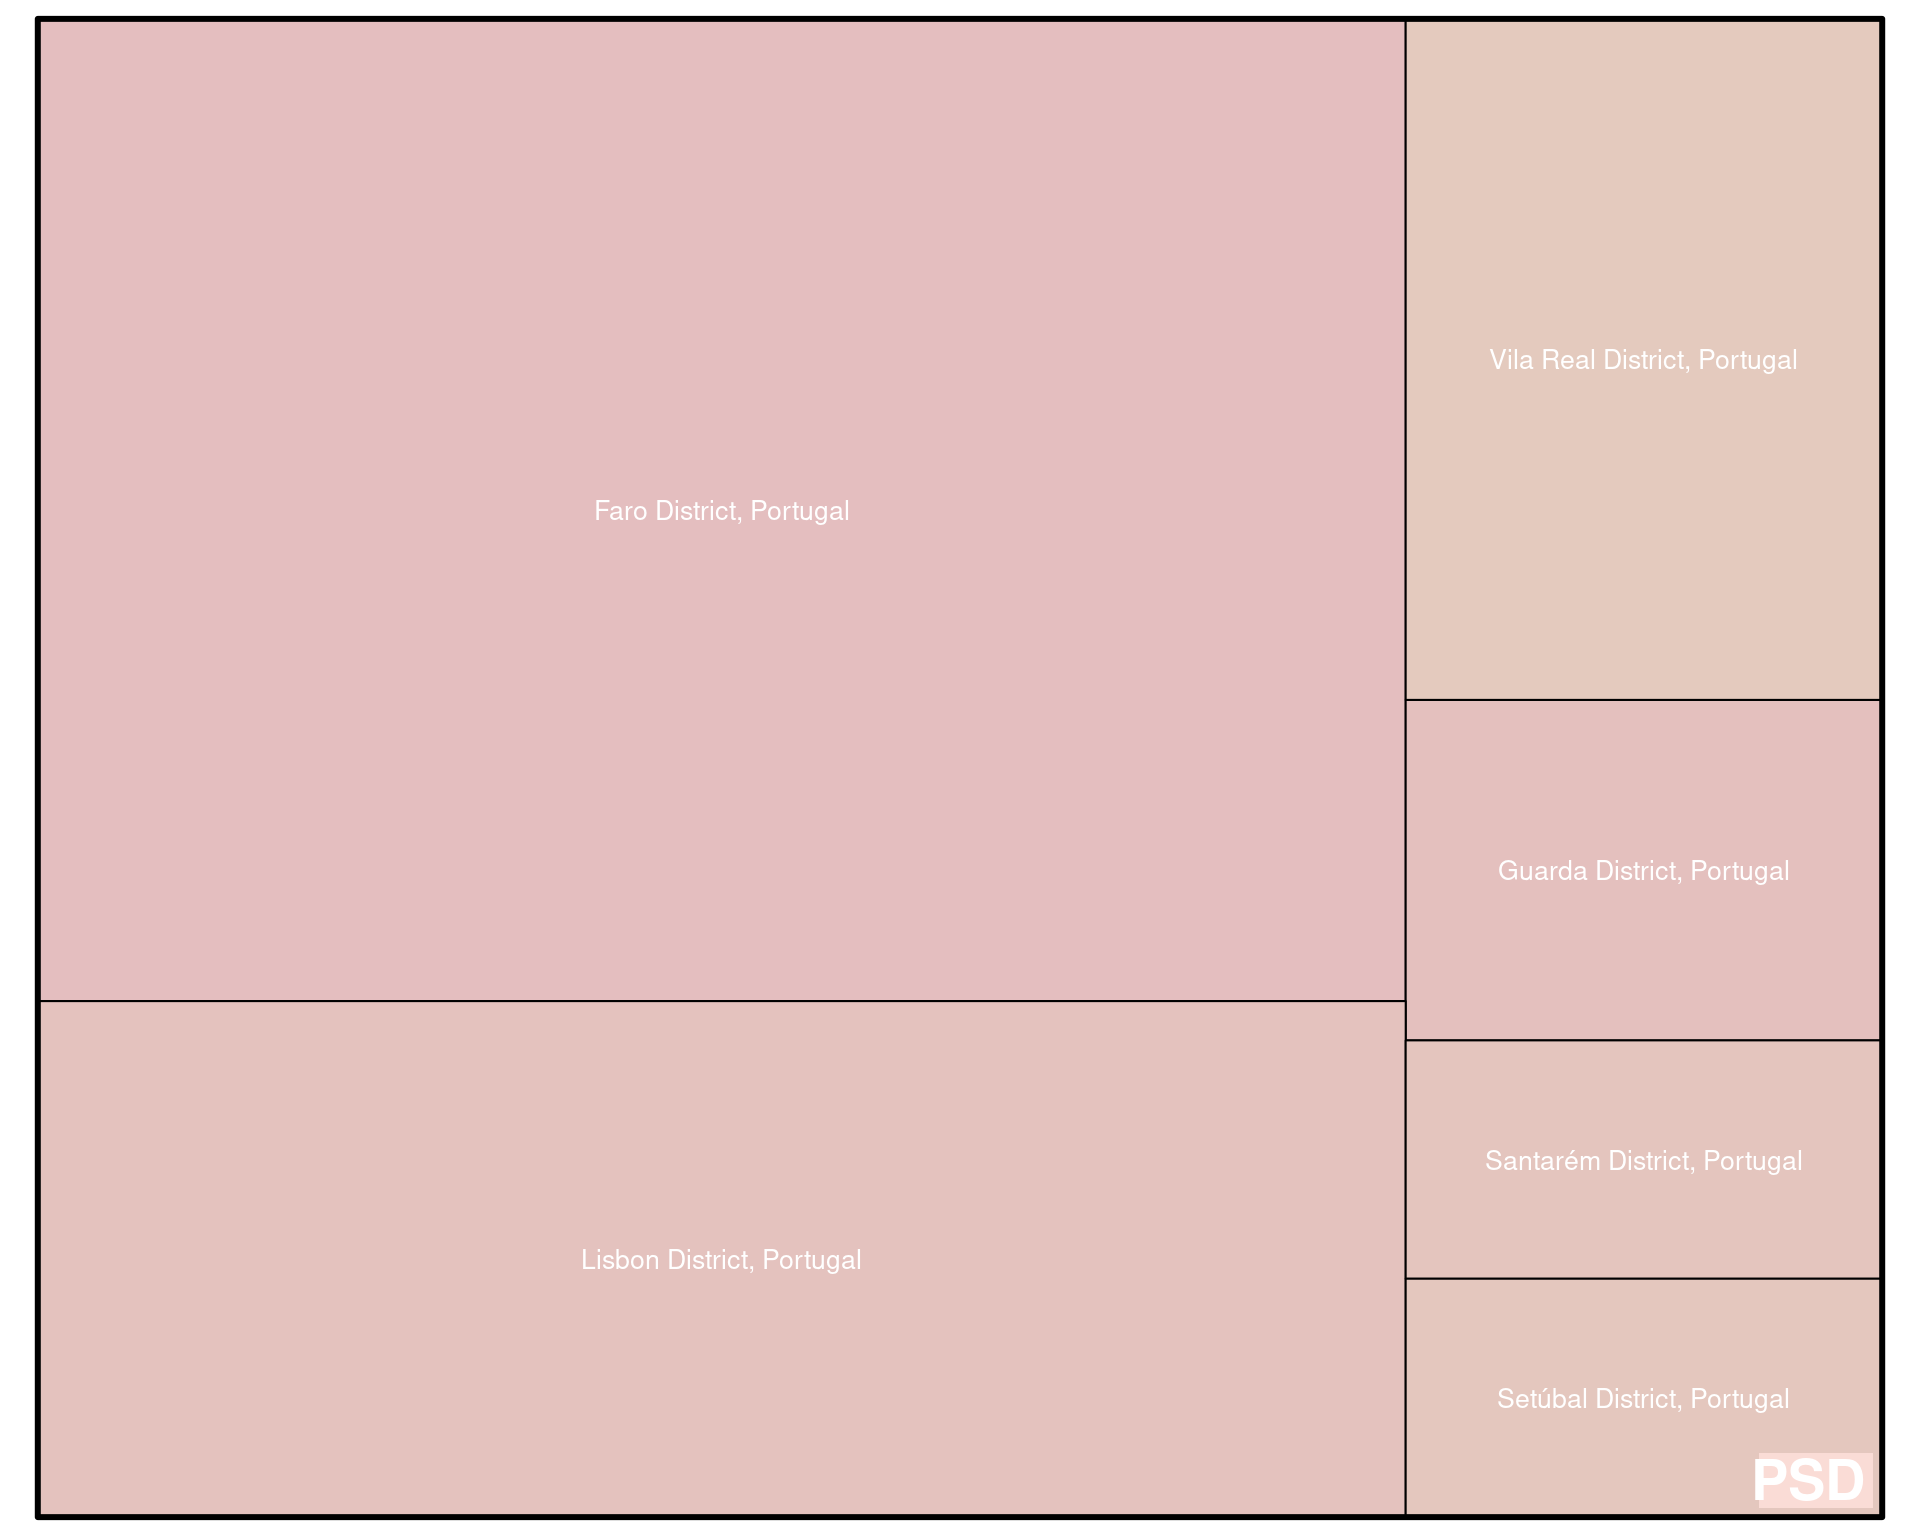 Faro District, Portugal
Lisbon District, Portugal
Vila Real District, Portugal
Guarda District, Portugal
Santarém District, Portugal
Setúbal District, Portugal
PSD